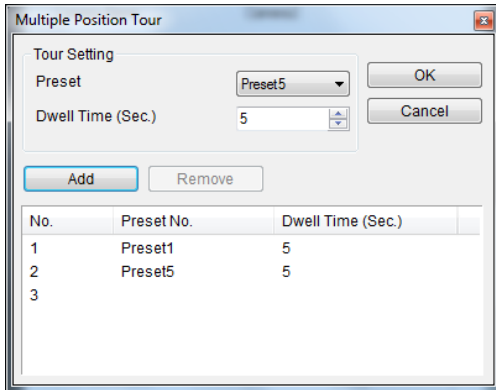 Multiple Position Tour
Tour Setting
Preset Preset5 OK
Dwell Time (Sec.) 5 Cancel
Add Remove
No. Preset No. Dwell Time (Sec.)
1 Preset1 5
2 Preset5 5
3